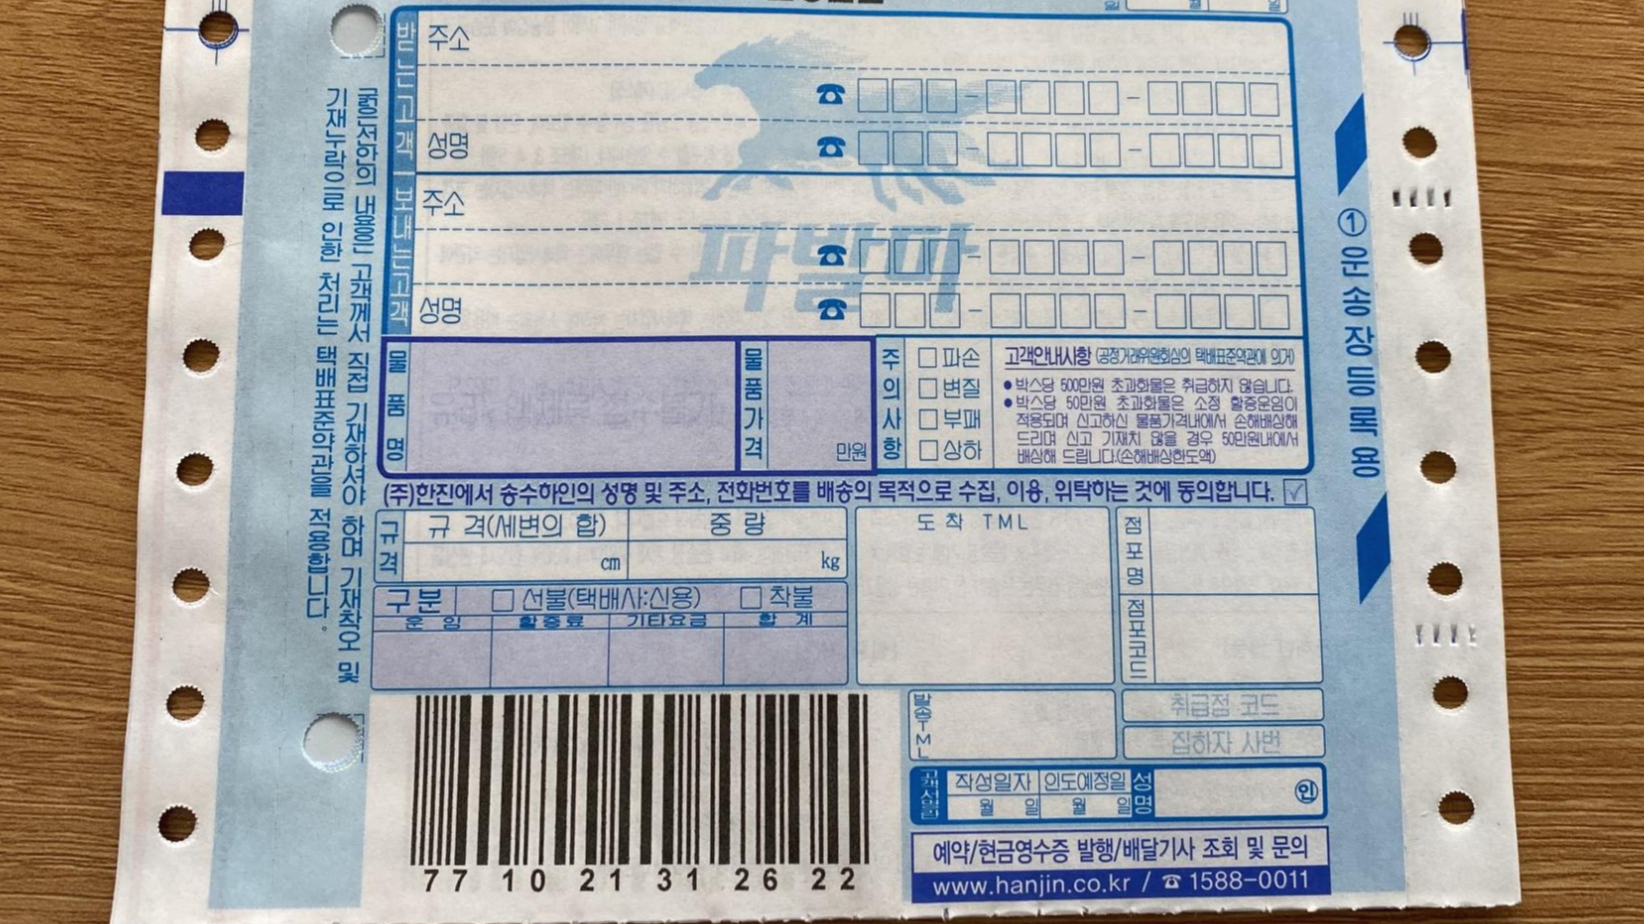 받는고객
주소
☎ - -
성명 ☎ - -
보내는고객
주소
파발마
☎ - -
성명 ☎ - -
굵은선안의 내용은 고객께서 직접 기재하셔야 하며 기재착오 및
기재누락으로 인한 처리는 택배표준약관을 적용합니다.
① 운송장등록용
물품명
물품가격
만원
주의사항
□ 파손
□ 변질
□ 부패
□ 상하
고객안내사항 (공정거래위원회심의 택배표준약관에 의거)
● 박스당 500만원 초과화물은 취급하지 않습니다.
● 박스당 50만원 초과화물은 소정 할증운임이
적용되며 신고하신 물품가격내에서 손해배상해
드리며 신고 기재치 않을 경우 50만원내에서
배상해 드립니다.(손해배상한도액)
(주)한진에서 송수하인의 성명 및 주소, 전화번호를 배송의 목적으로 수집, 이용, 위탁하는 것에 동의합니다. ☑
규격
규 격(세변의 합) 중 량
cm kg
도 착 TML
점포명
점포코드
구 분 □ 선불(택배사:신용) □ 착불
운 임 할증료 기타요금 합 계
발송TML
취급점 코드
집하자 사번
고객서명란
작성일자 인도예정일 성명 인
월 일 월 일
77 10 21 31 26 22
예약/현금영수증 발행/배달기사 조회 및 문의
www.hanjin.co.kr / ☎ 1588-0011